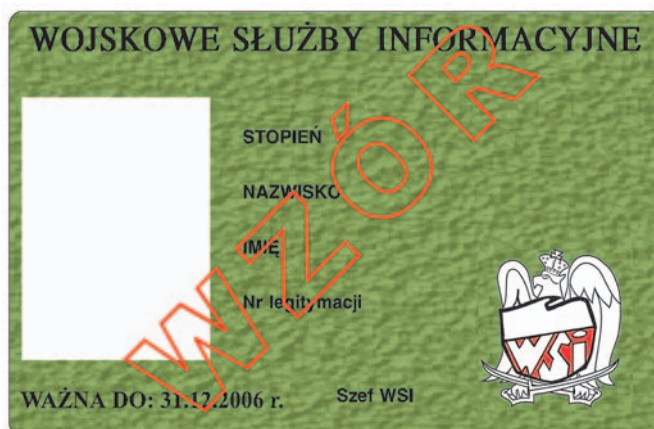 WOJSKOWE SŁUŻBY INFORMACYJNE
STOPIEŃ
NAZWISKO
IMIĘ
Nr legitymacji
WZÓR
WSI
WAŻNA DO: 31.12.2006 r.
Szef WSI